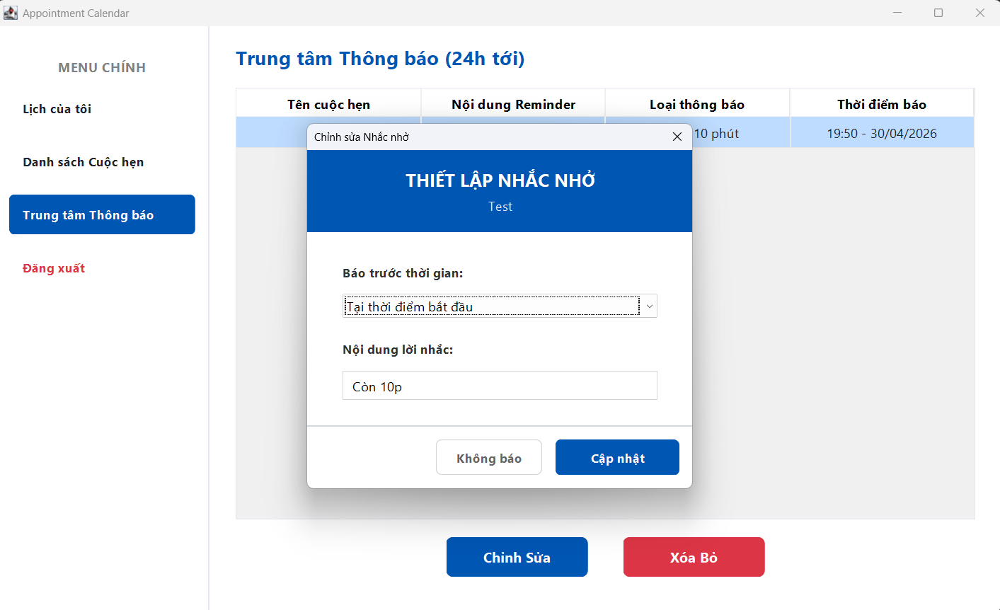 Appointment Calendar
MENU CHÍNH
Lịch của tôi
Danh sách Cuộc hẹn
Trung tâm Thông báo
Đăng xuất
Trung tâm Thông báo (24h tới)
Tên cuộc hẹn Nội dung Reminder Loại thông báo Thời điểm báo
10 phút 19:50 - 30/04/2026
Chỉnh sửa Nhắc nhở
THIẾT LẬP NHẮC NHỞ
Test
Báo trước thời gian:
Tại thời điểm bắt đầu
Nội dung lời nhắc:
Còn 10p
Không báo Cập nhật
Chỉnh Sửa Xóa Bỏ